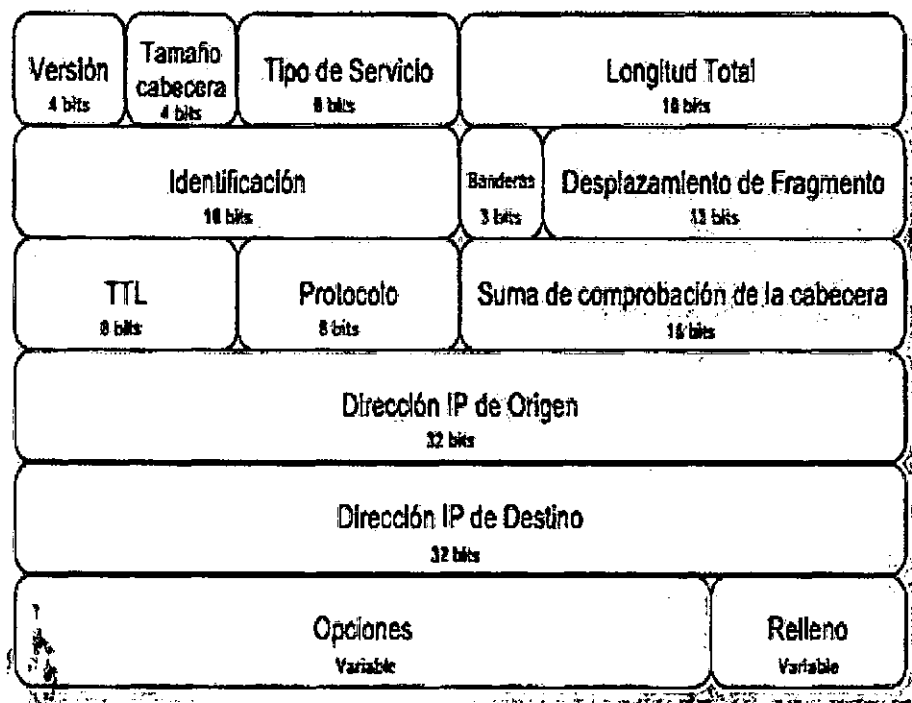 Versión
4 bits
Tamaño
cabecera
4 bits
Tipo de Servicio
8 bits
Longitud Total
16 bits
Identificación
16 bits
Banderas
3 bits
Desplazamiento de Fragmento
13 bits
TTL
8 bits
Protocolo
8 bits
Suma de comprobación de la cabecera
16 bits
Dirección IP de Origen
32 bits
Dirección IP de Destino
32 bits
Opciones
Variable
Relleno
Variable